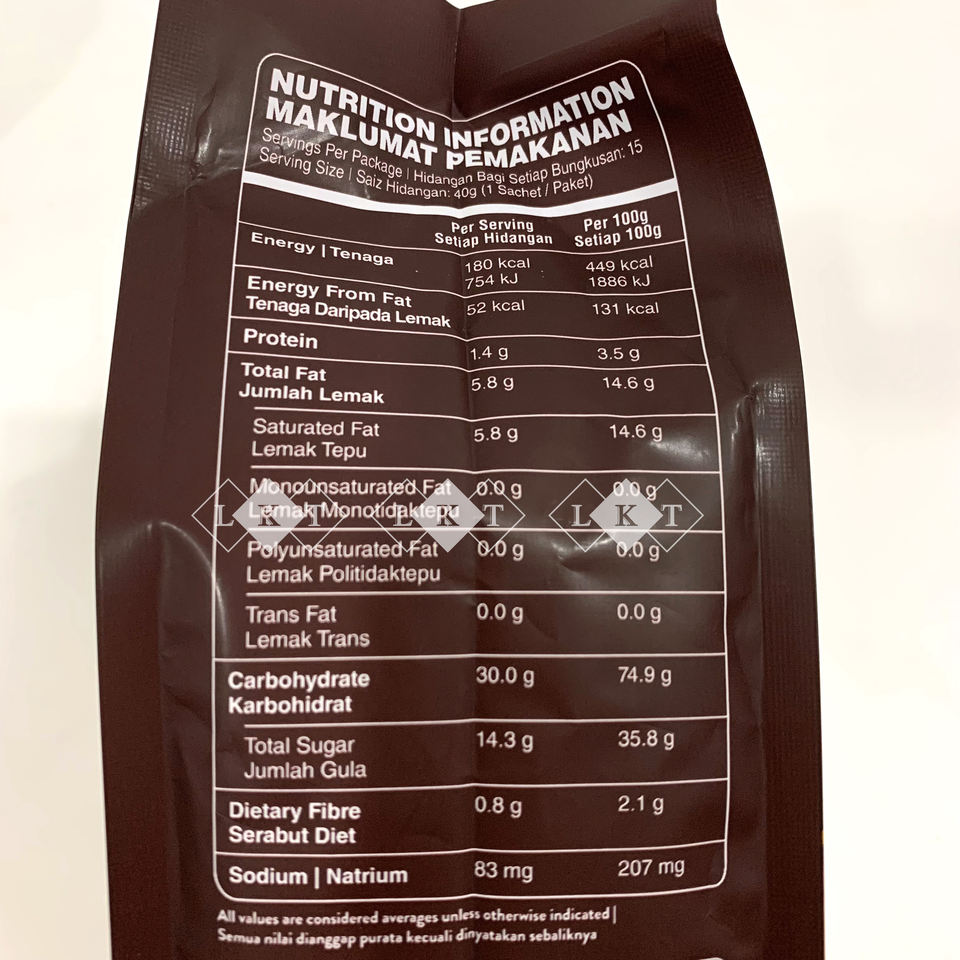 NUTRITION INFORMATION
MAKLUMAT PEMAKANAN
Servings Per Package | Hidangan Bagi Setiap Bungkusan: 15
Serving Size | Saiz Hidangan: 40g (1 Sachet / Paket)
Per Serving Per 100g
Setiap Hidangan Setiap 100g
Energy | Tenaga 180 kcal 449 kcal
754 kJ 1886 kJ
Energy From Fat 52 kcal 131 kcal
Tenaga Daripada Lemak
Protein 1.4 g 3.5 g
Total Fat 5.8 g 14.6 g
Jumlah Lemak
Saturated Fat 5.8 g 14.6 g
Lemak Tepu
Monounsaturated Fat 0.0 g 0.0 g
Lemak Monotidaktepu
L K T L K T L K T
Polyunsaturated Fat 0.0 g 0.0 g
Lemak Politidaktepu
Trans Fat 0.0 g 0.0 g
Lemak Trans
Carbohydrate 30.0 g 74.9 g
Karbohidrat
Total Sugar 14.3 g 35.8 g
Jumlah Gula
Dietary Fibre 0.8 g 2.1 g
Serabut Diet
Sodium | Natrium 83 mg 207 mg
All values are considered averages unless otherwise indicated |
Semua nilai dianggap purata kecuali dinyatakan sebaliknya